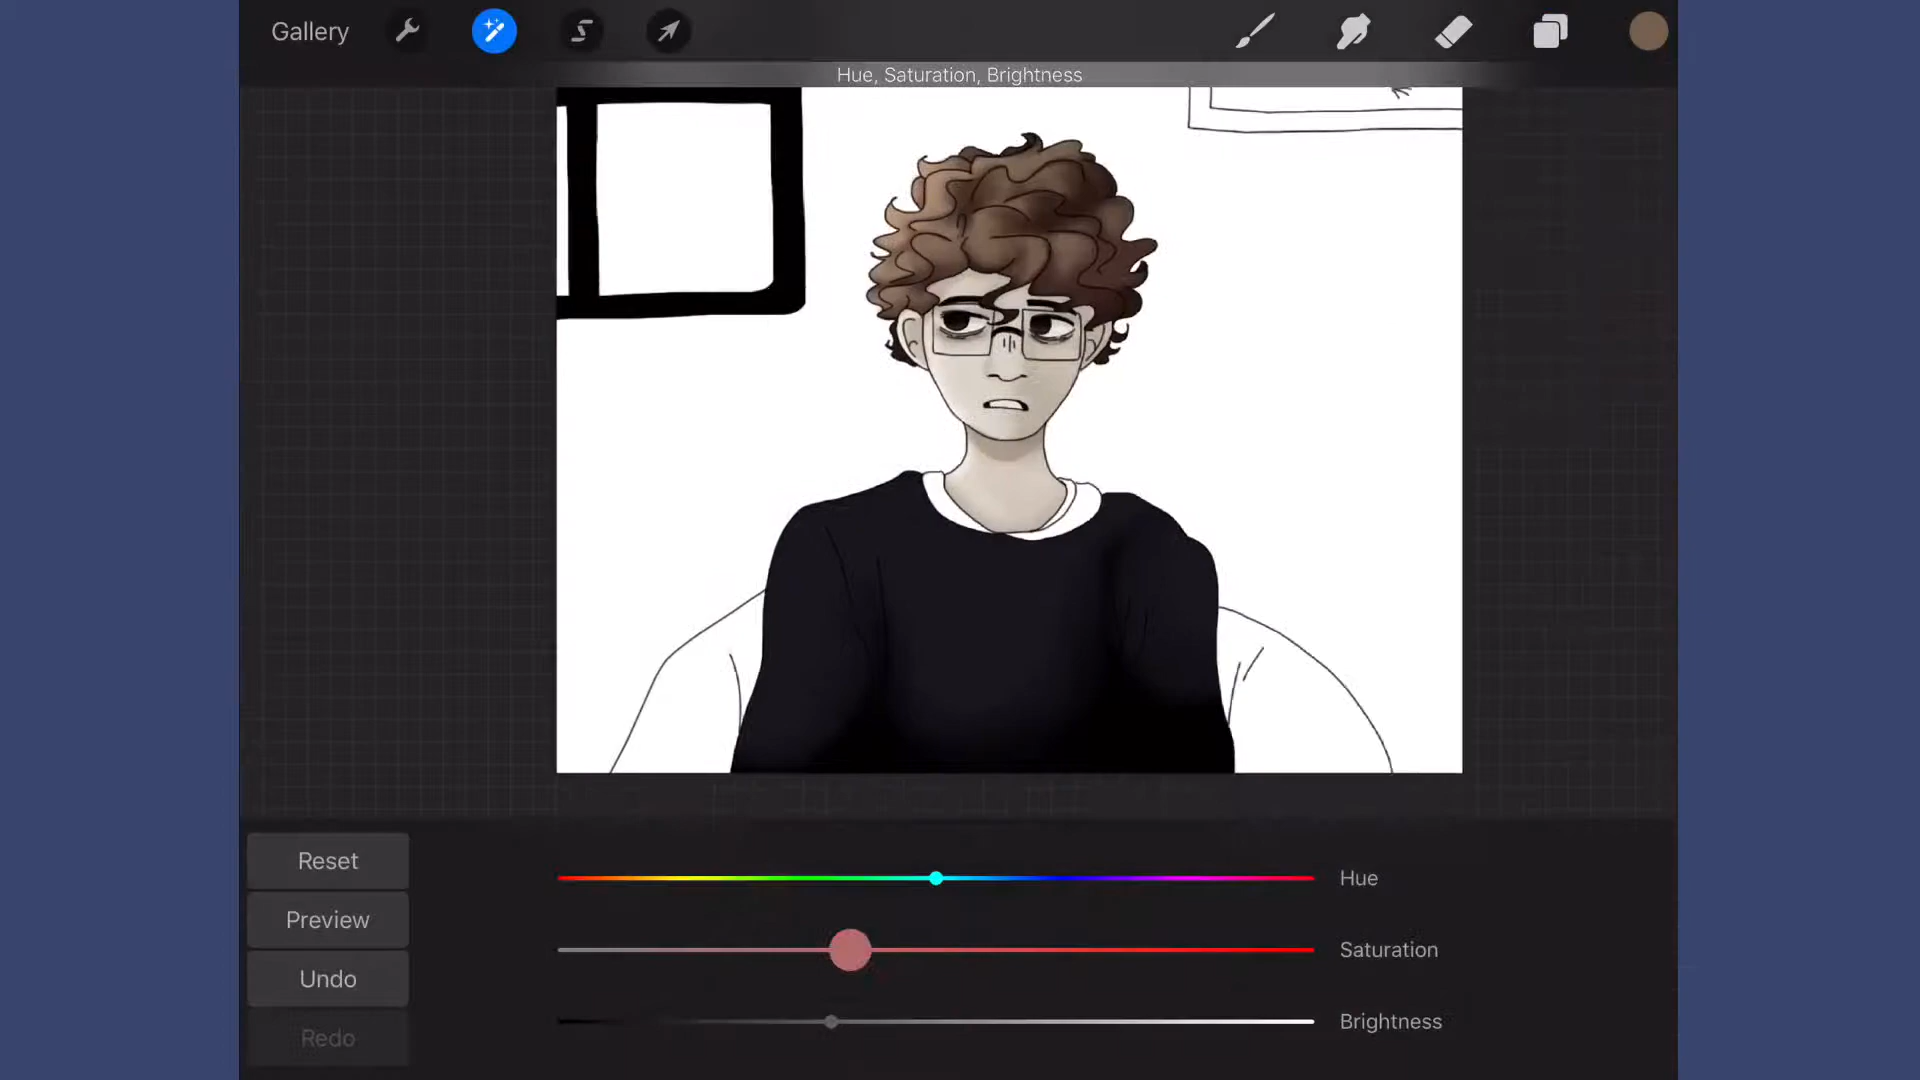 Gallery
Hue, Saturation, Brightness
Reset
Preview
Undo
Redo
Hue
Saturation
Brightness